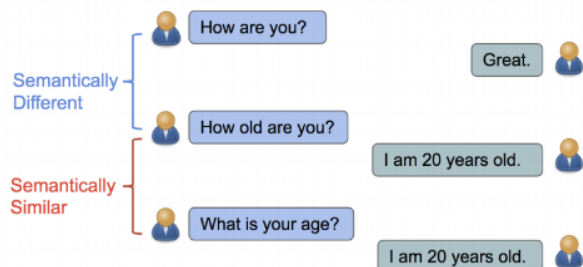 How are you?
Great.
Semantically
Different
How old are you?
I am 20 years old.
Semantically
Similar
What is your age?
I am 20 years old.